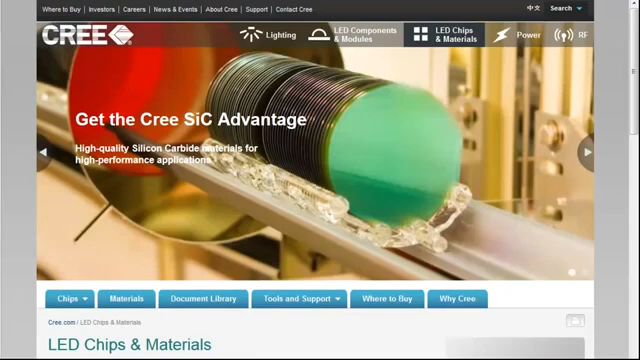 Where to Buy | Investors | Careers | News & Events | About Cree | Support | Contact Cree
中文
Search
CREE
Lighting
LED Components & Modules
LED Chips & Materials
Power
RF
Get the Cree SiC Advantage
High-quality Silicon Carbide materials for
high-performance applications
Chips
Materials
Document Library
Tools and Support
Where to Buy
Why Cree
Cree.com / LED Chips & Materials
LED Chips & Materials